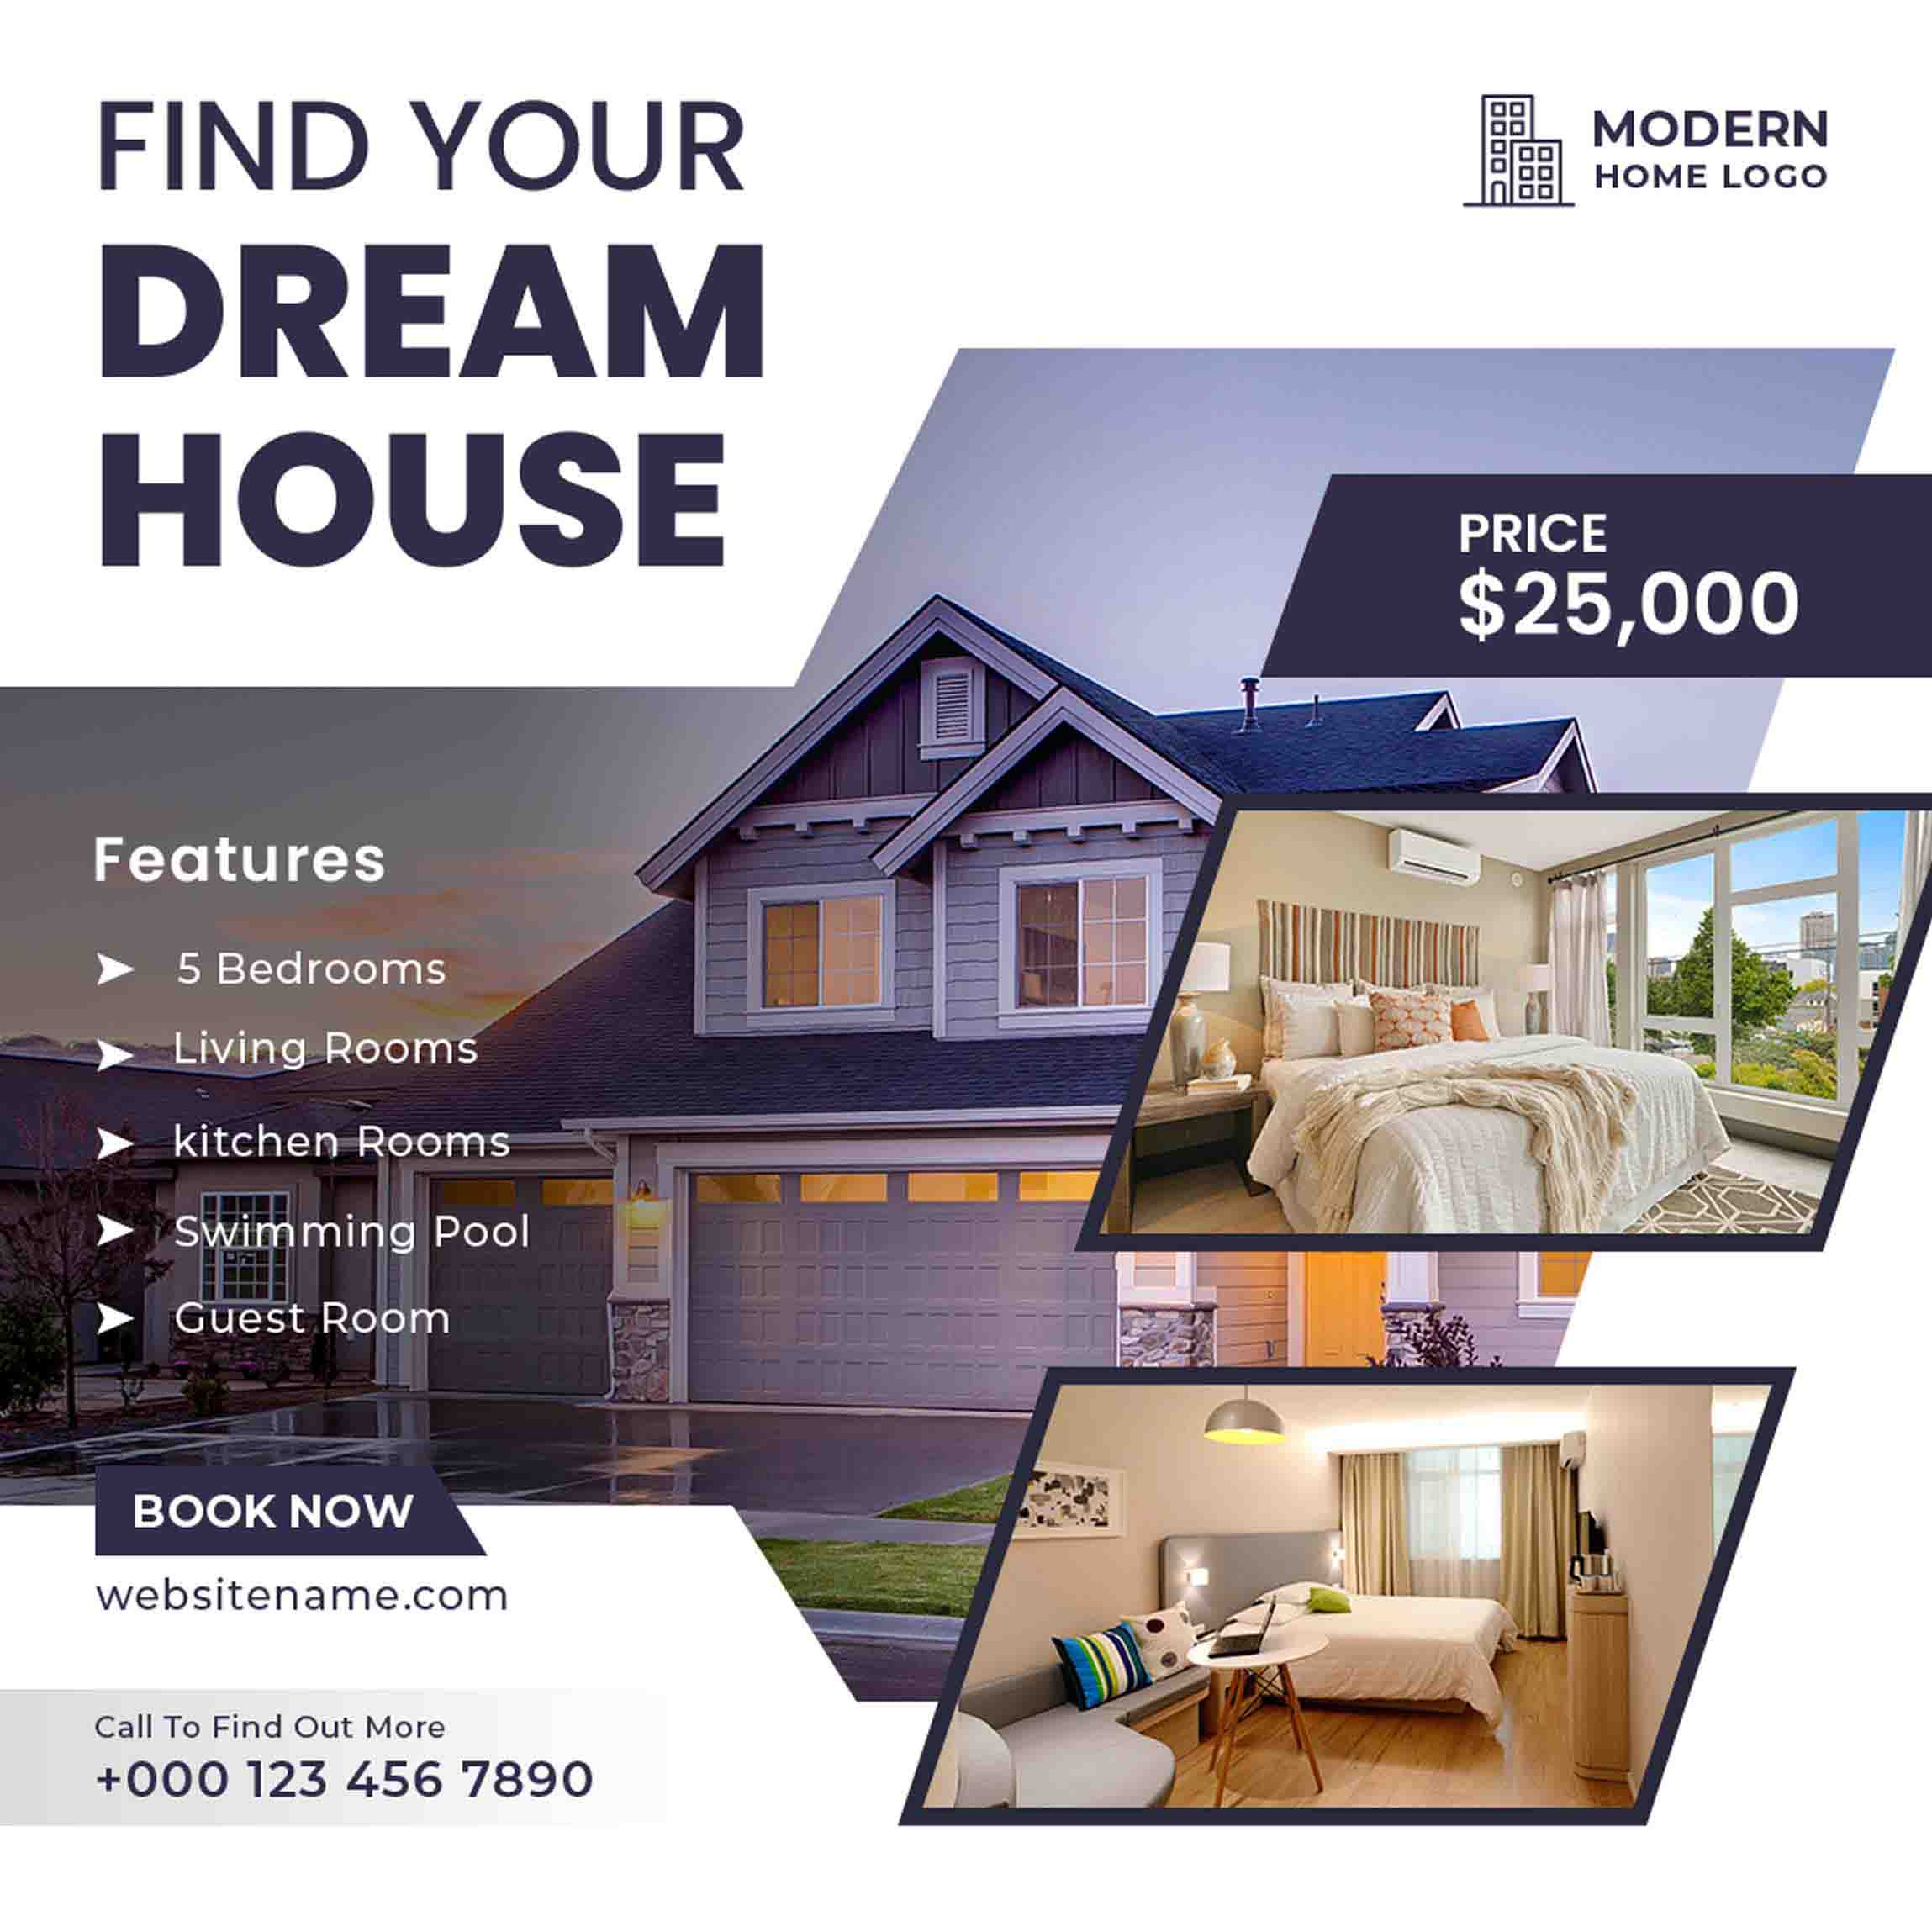 FIND YOUR
DREAM
HOUSE
MODERN
HOME LOGO
PRICE
$25,000
Features
5 Bedrooms
Living Rooms
kitchen Rooms
Swimming Pool
Guest Room
BOOK NOW
websitename.com
Call To Find Out More
+000 123 456 7890